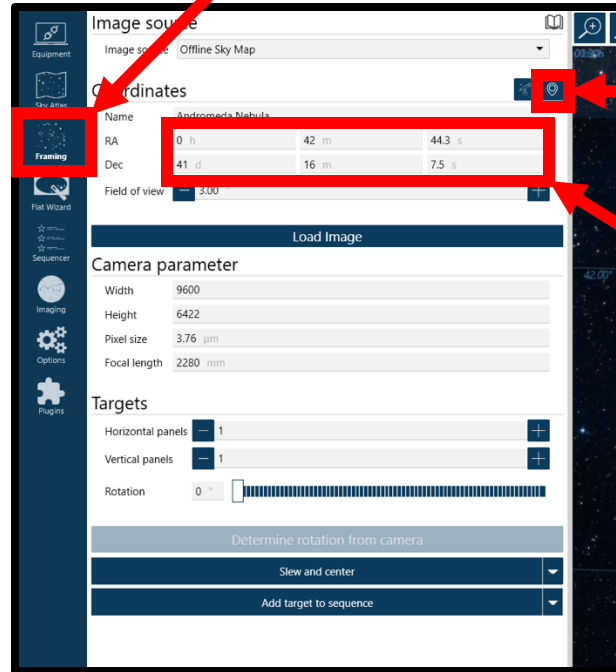 Image source
Image source Offline Sky Map
Equipment
Coordinates
Sky Atlas
Name Andromeda Nebula
RA 0 h 42 m 44.3 s
Framing
Dec 41 d 16 m 7.5 s
Field of view 3.00 °
Flat Wizard
Load Image
Sequencer
Camera parameter
Width 9600
Imaging
Height 6422
Pixel size 3.76 µm
Options
Focal length 2280 mm
Plugins
Targets
Horizontal panels 1
Vertical panels 1
Rotation 0 °
Determine rotation from camera
Slew and center
Add target to sequence
42.00°